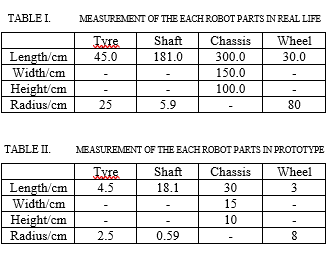 TABLE I. MEASUREMENT OF THE EACH ROBOT PARTS IN REAL LIFE
Tyre Shaft Chassis Wheel
Length/cm 45.0 181.0 300.0 30.0
Width/cm - - 150.0 -
Height/cm - - 100.0 -
Radius/cm 25 5.9 - 80
TABLE II. MEASUREMENT OF THE EACH ROBOT PARTS IN PROTOTYPE
Tyre Shaft Chassis Wheel
Length/cm 4.5 18.1 30 3
Width/cm - - 15 -
Height/cm - - 10 -
Radius/cm 2.5 0.59 - 8